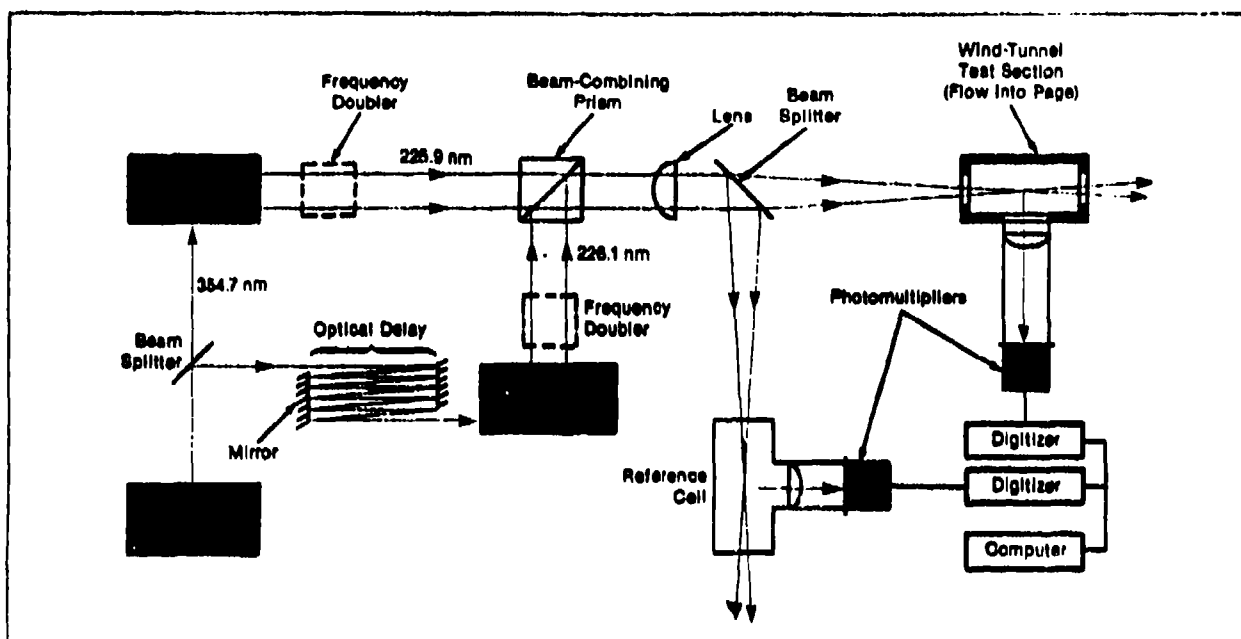 Wind-Tunnel
Test Section
(Flow Into Page)
Frequency
Doubler
Beam-Combining
Prism
Lens
Beam
Splitter
225.9 nm
354.7 nm
226.1 nm
Frequency
Doubler
Photomultipliers
Optical Delay
Beam
Splitter
Mirror
Reference
Cell
Digitizer
Digitizer
Computer